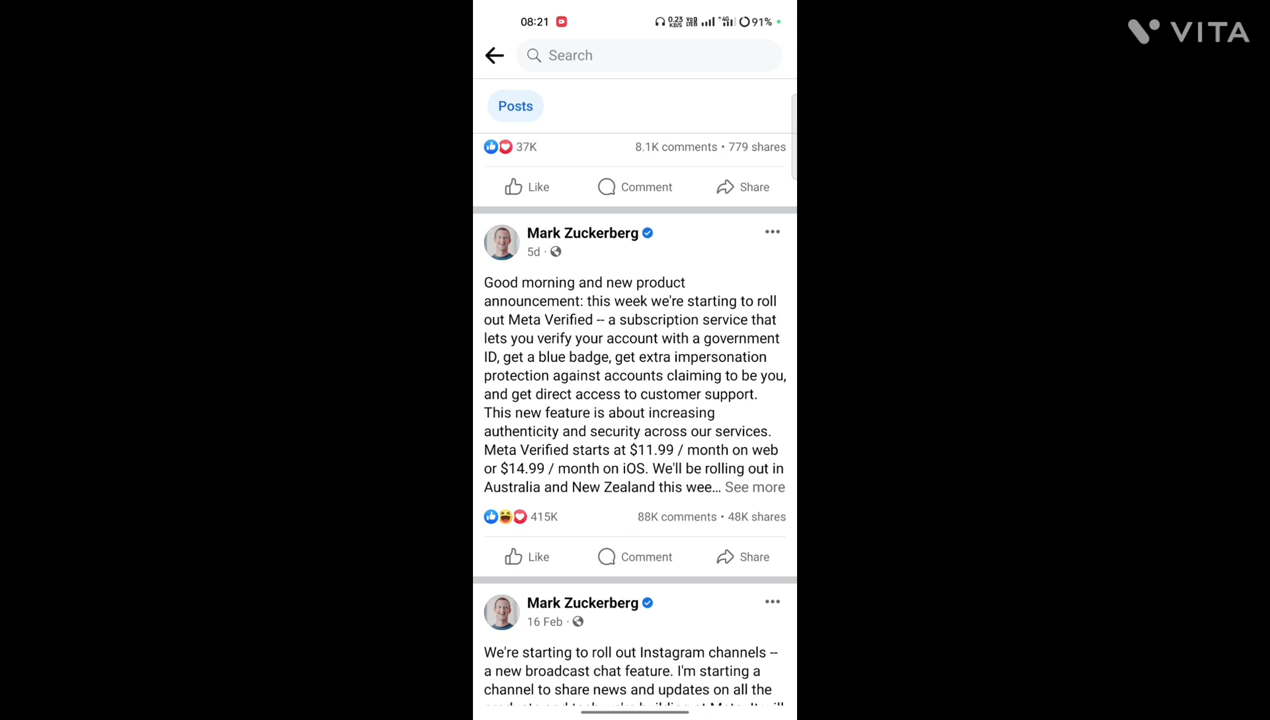 08:21
91%
VITA
Search
Posts
37K
8.1K comments • 779 shares
Like
Comment
Share
Mark Zuckerberg
5d ·
Good morning and new product
announcement: this week we're starting to roll
out Meta Verified -- a subscription service that
lets you verify your account with a government
ID, get a blue badge, get extra impersonation
protection against accounts claiming to be you,
and get direct access to customer support.
This new feature is about increasing
authenticity and security across our services.
Meta Verified starts at $11.99 / month on web
or $14.99 / month on iOS. We'll be rolling out in
Australia and New Zealand this wee... See more
415K
88K comments • 48K shares
Like
Comment
Share
Mark Zuckerberg
16 Feb ·
We're starting to roll out Instagram channels --
a new broadcast chat feature. I'm starting a
channel to share news and updates on all the